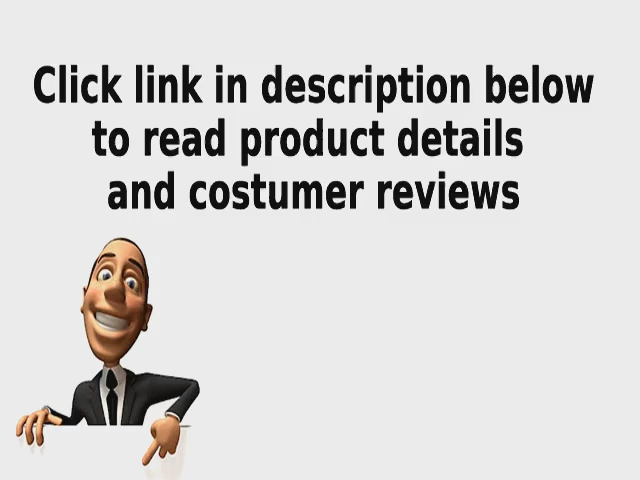 Click link in description below
to read product details
and costumer reviews